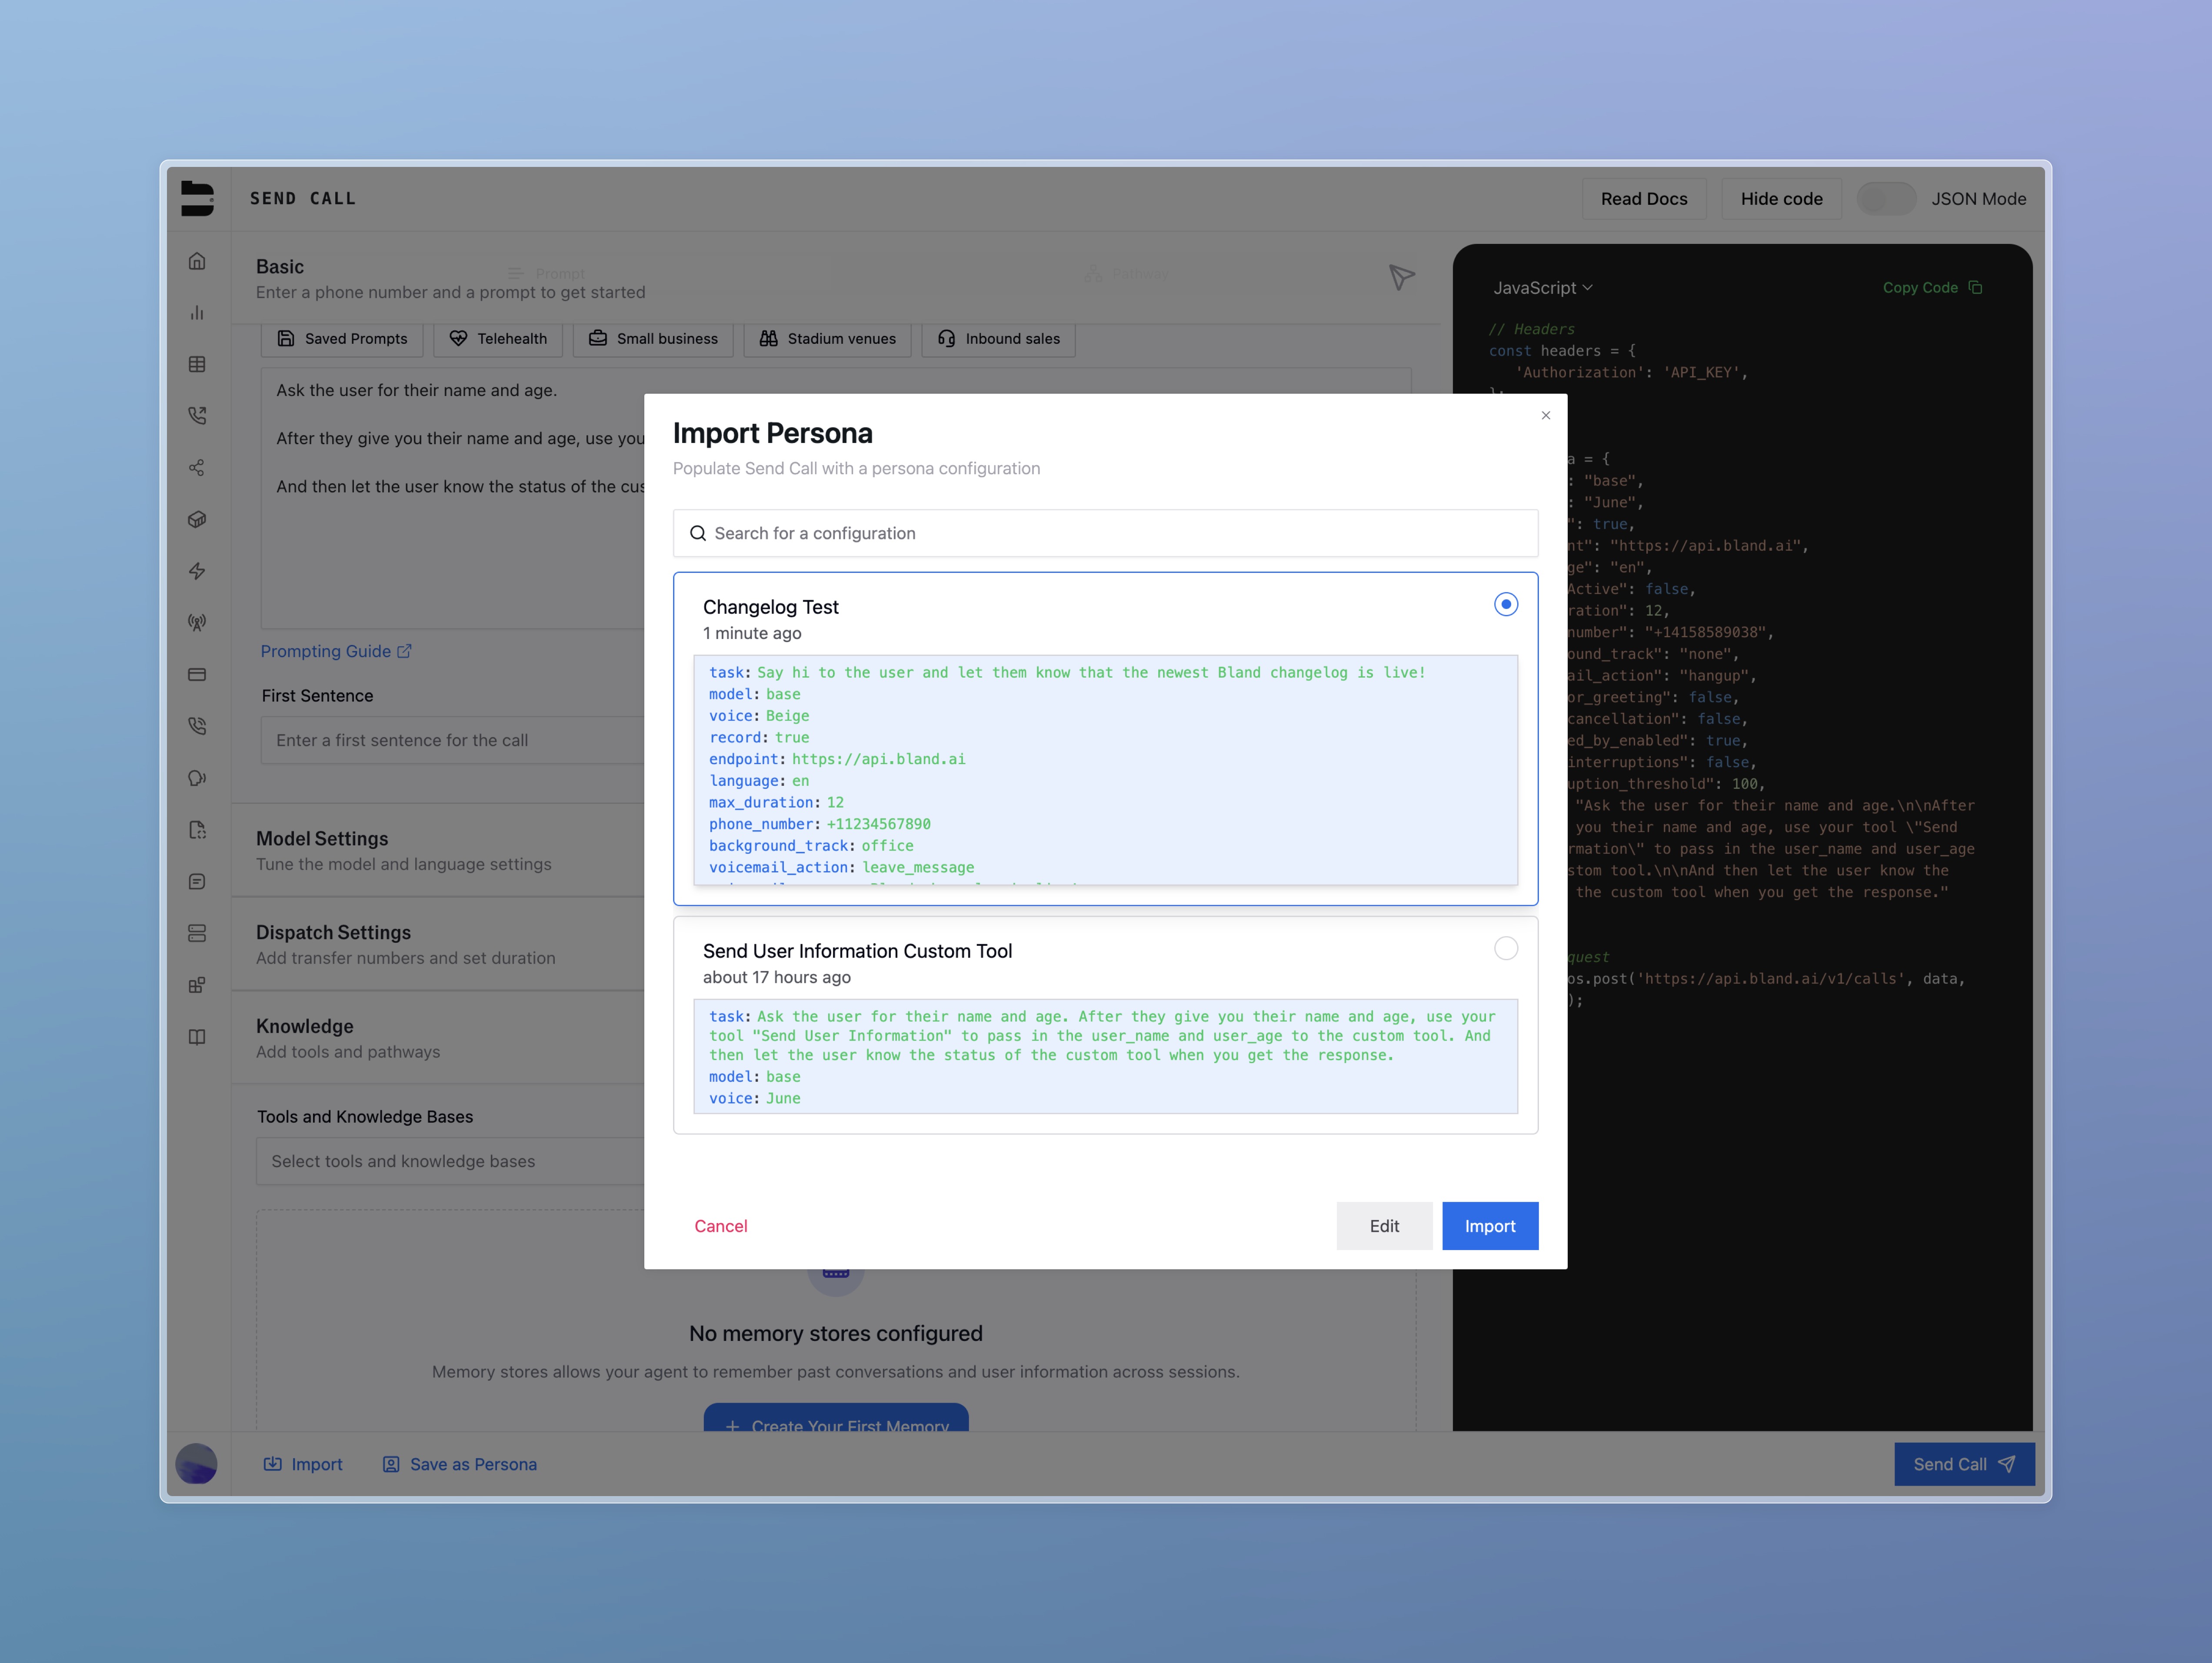 SEND CALL
Read Docs
Hide code
JSON Mode
Basic
Enter a phone number and a prompt to get started
Prompt
Pathway
Saved Prompts
Telehealth
Small business
Stadium venues
Inbound sales
Ask the user for their name and age.
After they give you their name and age, use you
And then let the user know the status of the cus
Prompting Guide
First Sentence
Enter a first sentence for the call
Model Settings
Tune the model and language settings
Dispatch Settings
Add transfer numbers and set duration
Knowledge
Add tools and pathways
Tools and Knowledge Bases
Select tools and knowledge bases
No memory stores configured
Memory stores allows your agent to remember past conversations and user information across sessions.
+ Create Your First Memory
Import
Save as Persona
Send Call
Import Persona
Populate Send Call with a persona configuration
Search for a configuration
Changelog Test
1 minute ago
task: Say hi to the user and let them know that the newest Bland changelog is live!
model: base
voice: Beige
record: true
endpoint: https://api.bland.ai
language: en
max_duration: 12
phone_number: +11234567890
background_track: office
voicemail_action: leave_message
Send User Information Custom Tool
about 17 hours ago
task: Ask the user for their name and age. After they give you their name and age, use your
tool "Send User Information" to pass in the user_name and user_age to the custom tool. And
then let the user know the status of the custom tool when you get the response.
model: base
voice: June
Cancel
Edit
Import
JavaScript
Copy Code
// Headers
const headers = {
'Authorization': 'API_KEY',
};
a = {
: "base",
: "June",
": true,
nt": "https://api.bland.ai",
ge": "en",
Active": false,
ration": 12,
number": "+14158589038",
ound_track": "none",
ail_action": "hangup",
or_greeting": false,
cancellation": false,
ed_by_enabled": true,
interruptions": false,
uption_threshold": 100,
"Ask the user for their name and age.\n\nAfter
you their name and age, use your tool \"Send
rmation\" to pass in the user_name and user_age
stom tool.\n\nAnd then let the user know the
the custom tool when you get the response."
quest
os.post('https://api.bland.ai/v1/calls', data,
);